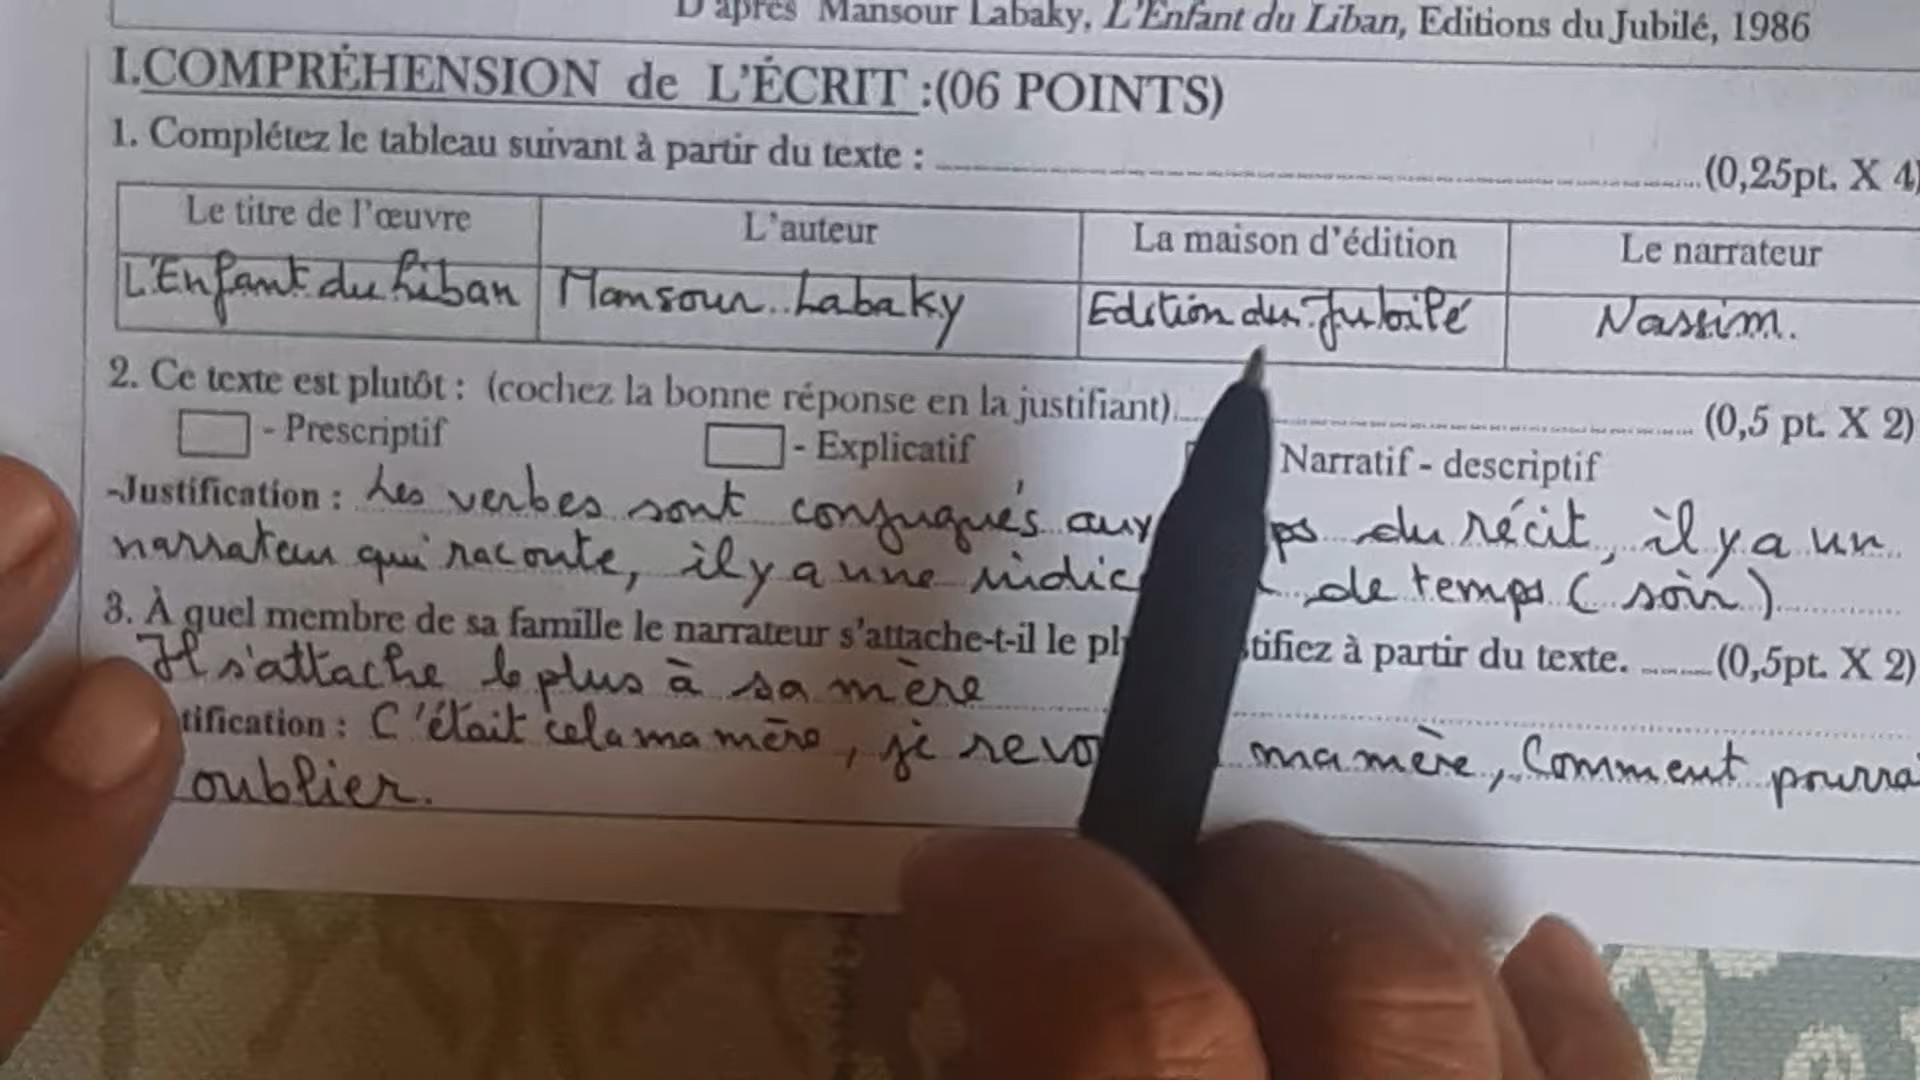 D'après Mansour Labaky, L'Enfant du Liban, Editions du Jubilé, 1986
I.COMPRÉHENSION de L'ÉCRIT :(06 POINTS)
1. Complétez le tableau suivant à partir du texte : (0,25pt. X 4)
Le titre de l'œuvre L'auteur La maison d'édition Le narrateur
L'Enfant du Liban Mansour Labaky Edition du Jubilé Nassim.
2. Ce texte est plutôt : (cochez la bonne réponse en la justifiant). (0,5 pt. X 2)
- Prescriptif - Explicatif Narratif - descriptif
-Justification : Les verbes sont conjugués aux ps du récit, il y a un
narrateur qui raconte, il y a une indic de temps ( soir )
3. À quel membre de sa famille le narrateur s'attache-t-il le pl tifiez à partir du texte. (0,5pt. X 2)
Il s'attache le plus à sa mère
tification : C'était cela ma mère, je revo ma mère, Comment pourra
oublier.